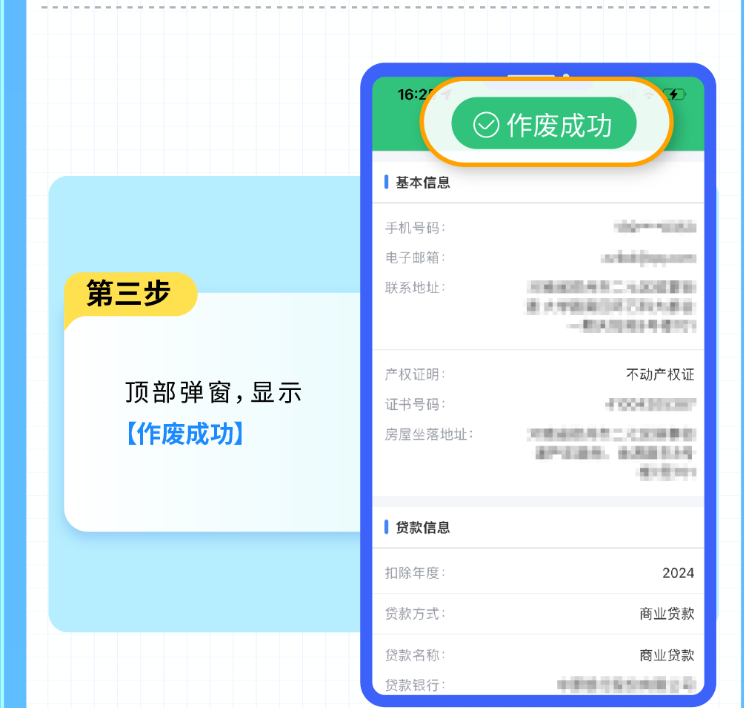 16:2
作废成功
基本信息
手机号码：
电子邮箱：
联系地址：
第三步
顶部弹窗，显示
【作废成功】
产权证明：
不动产权证
证书号码：
房屋坐落地址：
贷款信息
扣除年度：
2024
贷款方式：
商业贷款
贷款名称：
商业贷款
贷款银行：